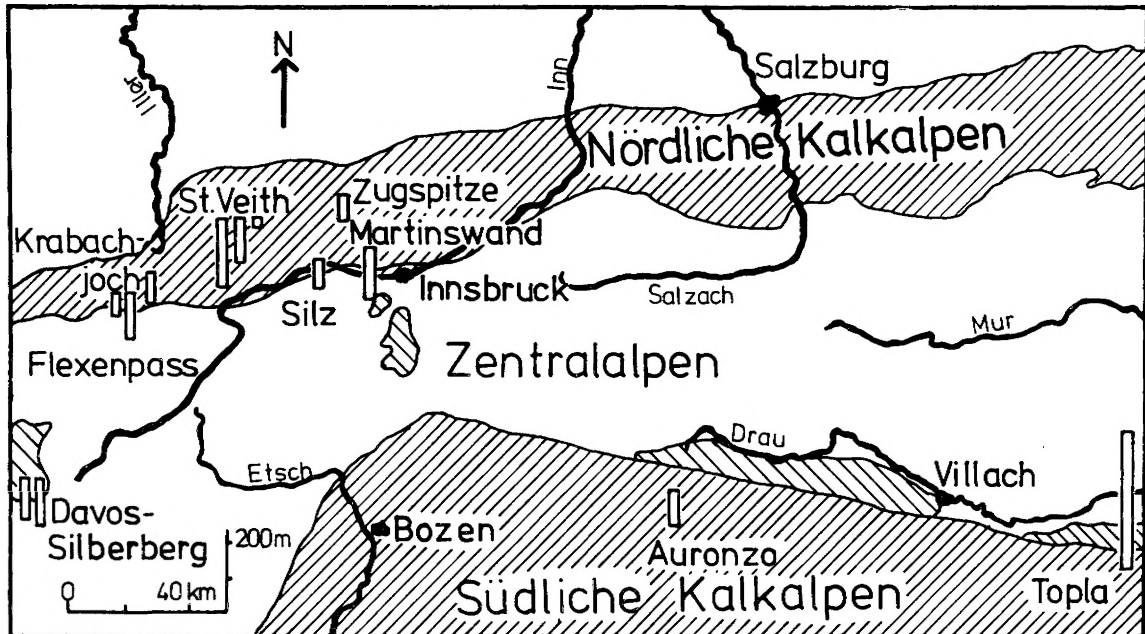 N
Iller
Inn
Salzburg
Nördliche Kalkalpen
St.Veith
Zugspitze
Krabach-
joch
Martinswand
Innsbruck
Silz
Salzach
Flexenpass
Mur
Zentralalpen
Drau
Etsch
Villach
Davos-
Silberberg
Bozen
200m
Auronza
0 40 km
Südliche Kalkalpen
Topla